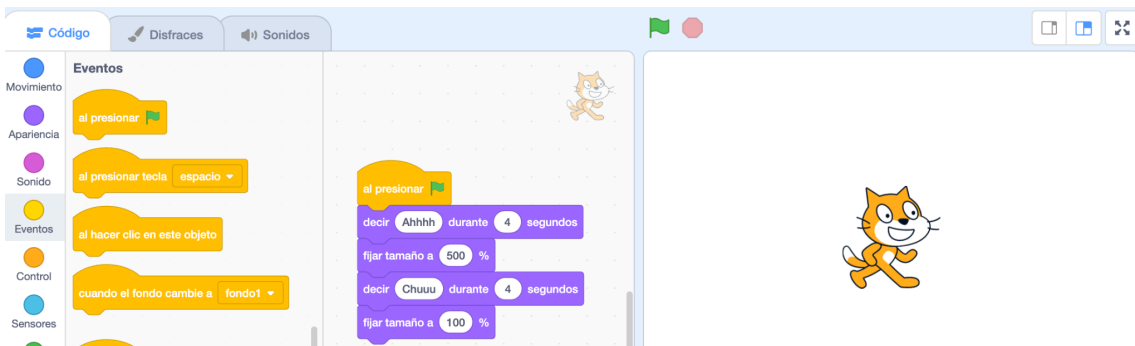 Código
Disfraces
Sonidos
Movimiento
Apariencia
Sonido
Eventos
Control
Sensores
Eventos
al presionar
al presionar tecla espacio
al hacer clic en este objeto
cuando el fondo cambie a fondo1
al presionar
decir Ahhhh durante 4 segundos
fijar tamaño a 500 %
decir Chuuu durante 4 segundos
fijar tamaño a 100 %